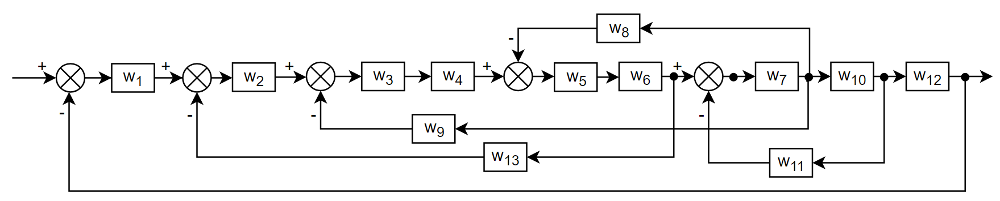 w8
-
+ w1 + w2 + w3 w4 + w5 w6 + w7 w10 w12
- - - w9 -
w13 w11